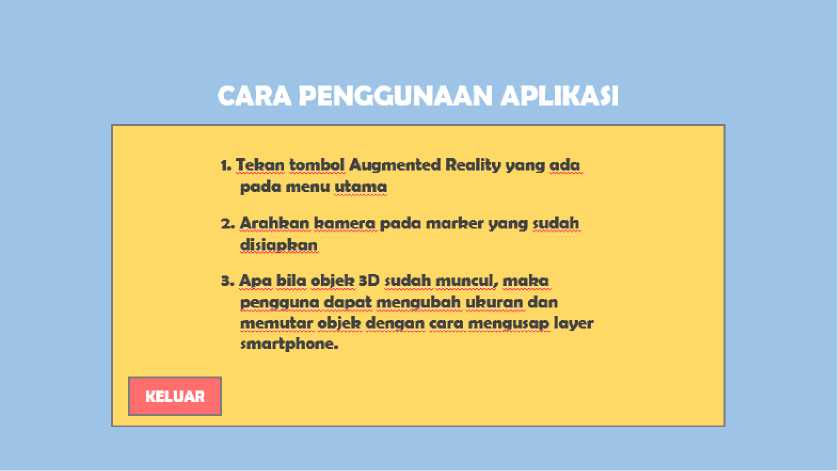 CARA PENGGUNAAN APLIKASI
1. Tekan tombol Augmented Reality yang ada
pada menu utama
2. Arahkan kamera pada marker yang sudah
disiapkan
3. Apa bila objek 3D sudah muncul, maka
pengguna dapat mengubah ukuran dan
memutar objek dengan cara mengusap layer
smartphone.
KELUAR